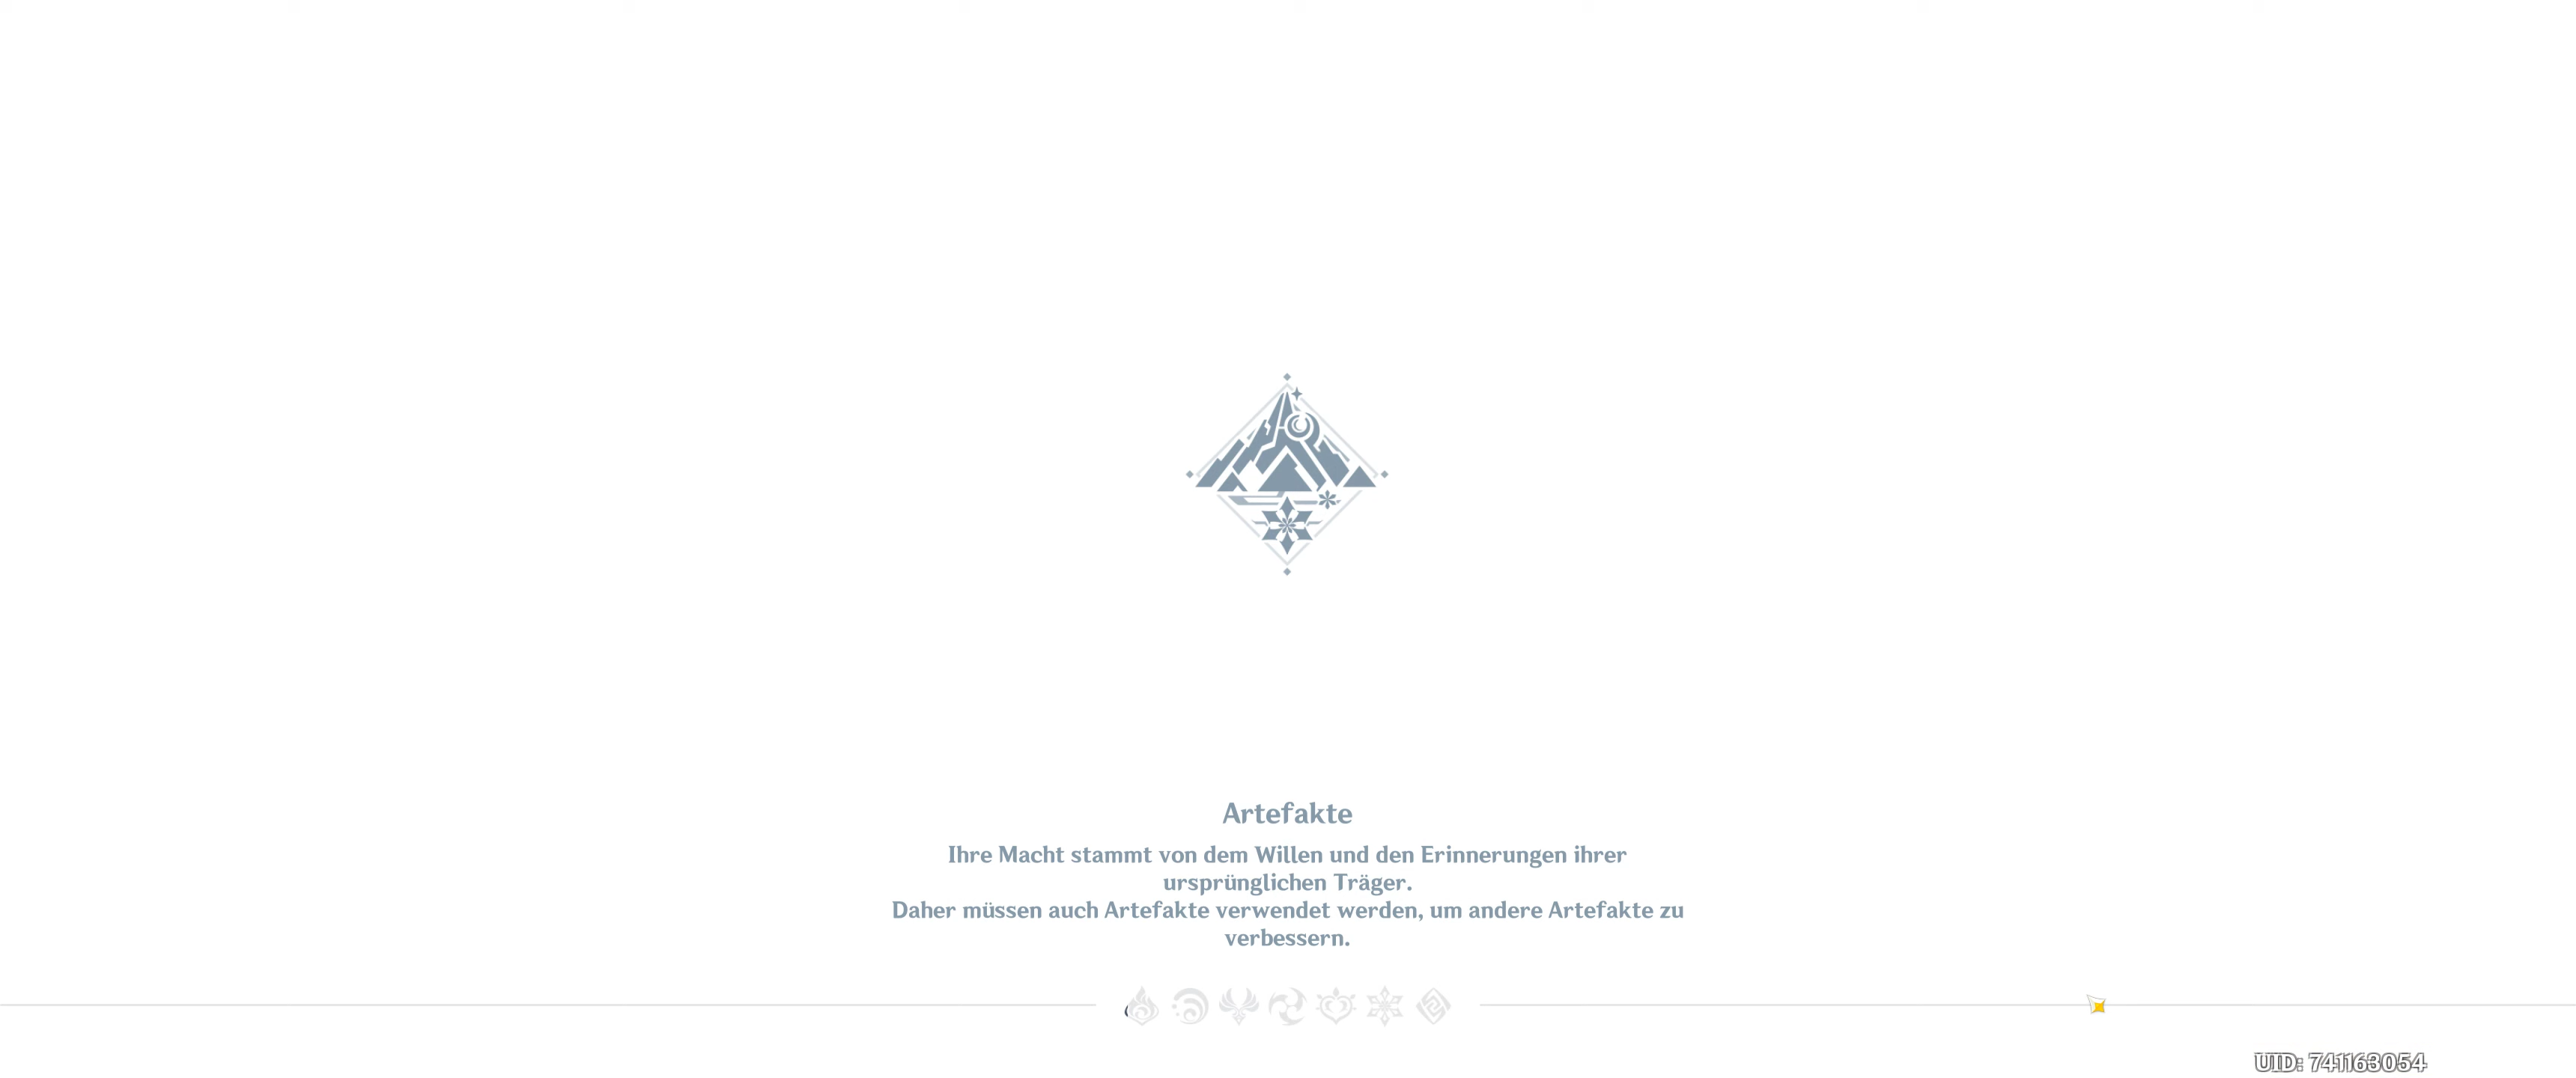 Artefakte
Ihre Macht stammt von dem Willen und den Erinnerungen ihrer
ursprünglichen Träger.
Daher müssen auch Artefakte verwendet werden, um andere Artefakte zu
verbessern.
UID: 741163054